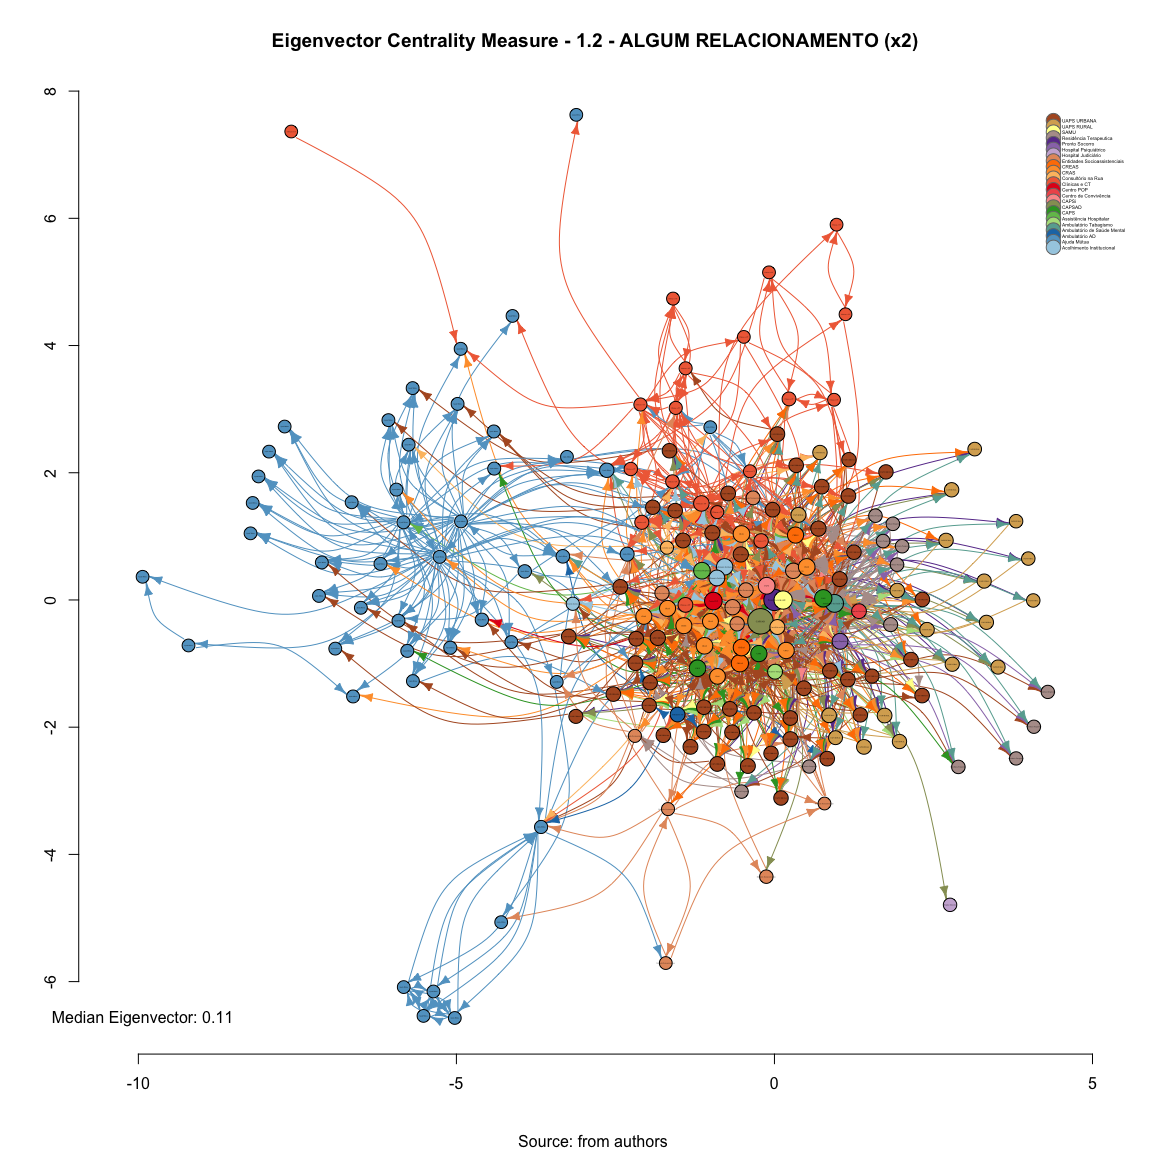 Eigenvector Centrality Measure - 1.2 - ALGUM RELACIONAMENTO (x2)
8
6
4
2
0
-2
-4
-6
UAPS URBANA
UAPS RURAL
SAMU
Residência Terapeutica
Pronto Socorro
Hospital Psiquiátrico
Hospital Judiciário
Entidades Socioassistenciais
CREAS
CRAS
Consultório na Rua
Clínicas e CT
Centro POP
Centro de Convivência
CAPSi
CAPSAD
CAPS
Assistência Hospitalar
Ambulatório Tabagismo
Ambulatório de Saúde Mental
Ambulatório AD
Ajuda Mútua
Acolhimento Institucional
Median Eigenvector: 0.11
-10
-5
0
5
Source: from authors